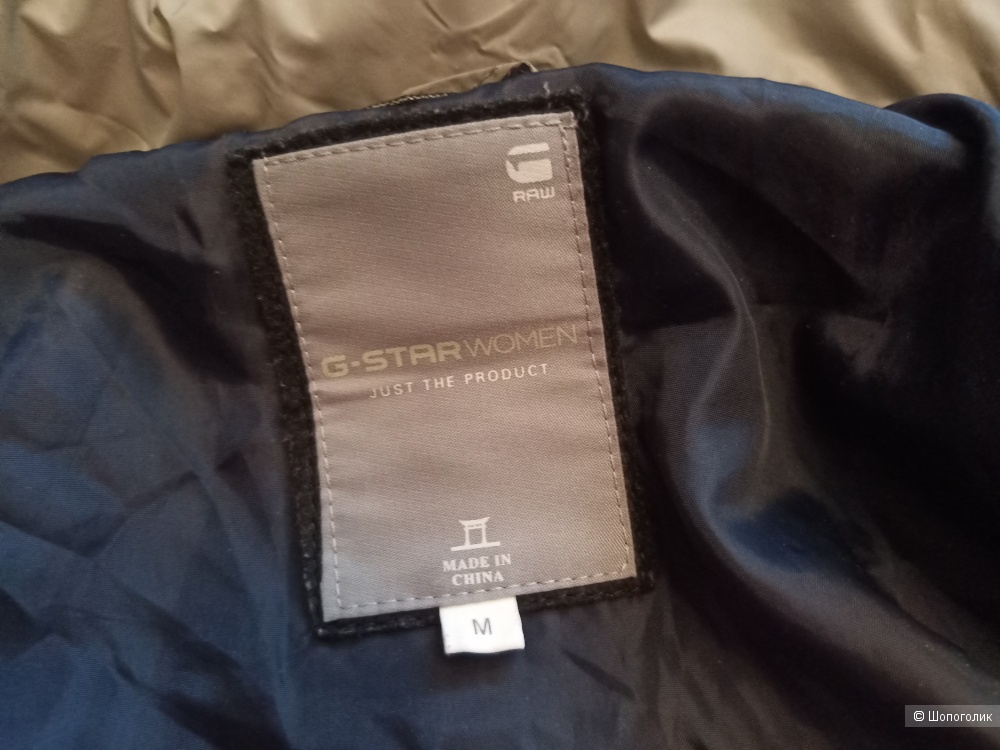 RAW
G-STAR WOMEN
JUST THE PRODUCT
MADE IN
CHINA
M
© Шопоголик